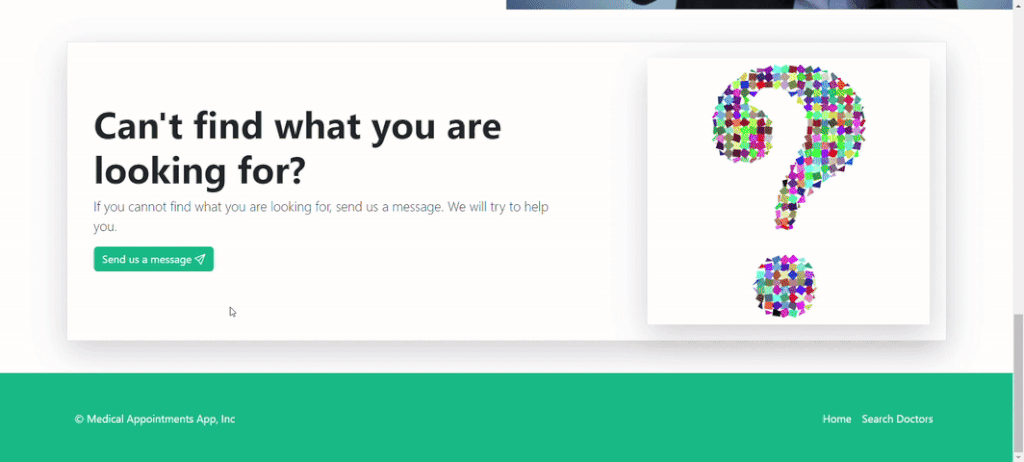 Can't find what you are
looking for?
If you cannot find what you are looking for, send us a message. We will try to help
you.
Send us a message
© Medical Appointments App, Inc
Home Search Doctors